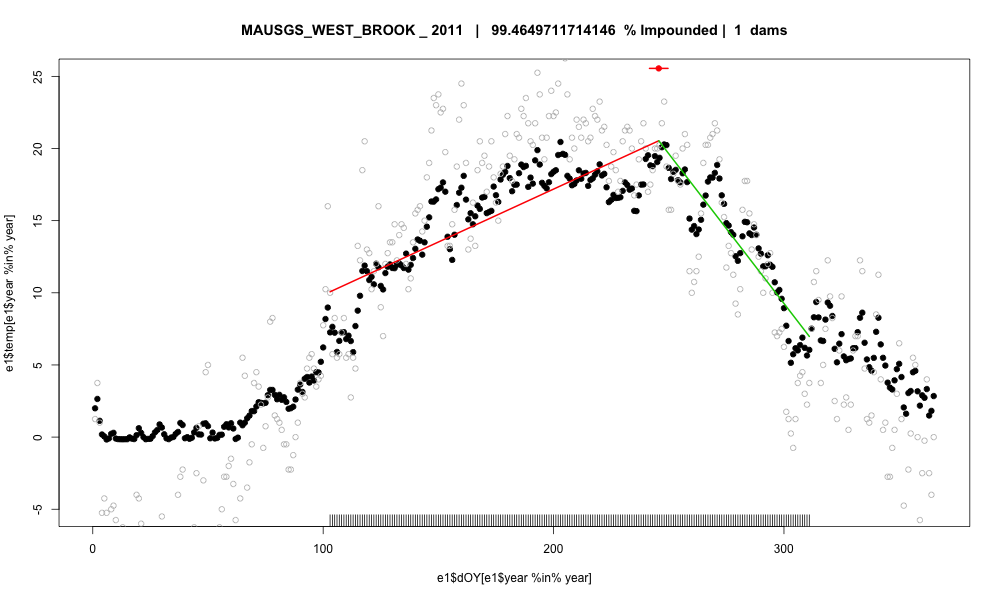 MAUSGS_WEST_BROOK _ 2011 | 99.4649711714146 % Impounded | 1 dams
25
20
15
10
5
0
-5
e1$temp[e1$year %in% year]
0 100 200 300
e1$dOY[e1$year %in% year]